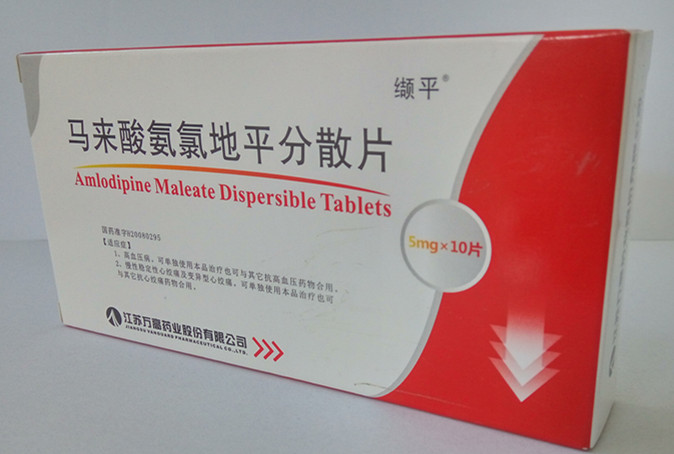 缬平®
马来酸氨氯地平分散片
Amlodipine Maleate Dispersible Tablets
5mg×10片
国药准字H20080295
【适应症】
1、高血压病，可单独使用本品治疗也可与其它抗高血压药物合用。
2、慢性稳定性心绞痛及变异型心绞痛，可单独使用本品治疗也可
与其它抗心绞痛药物合用。
江苏万高药业股份有限公司
JIANGSU VANGUARD PHARMACEUTICAL CO.,LTD.